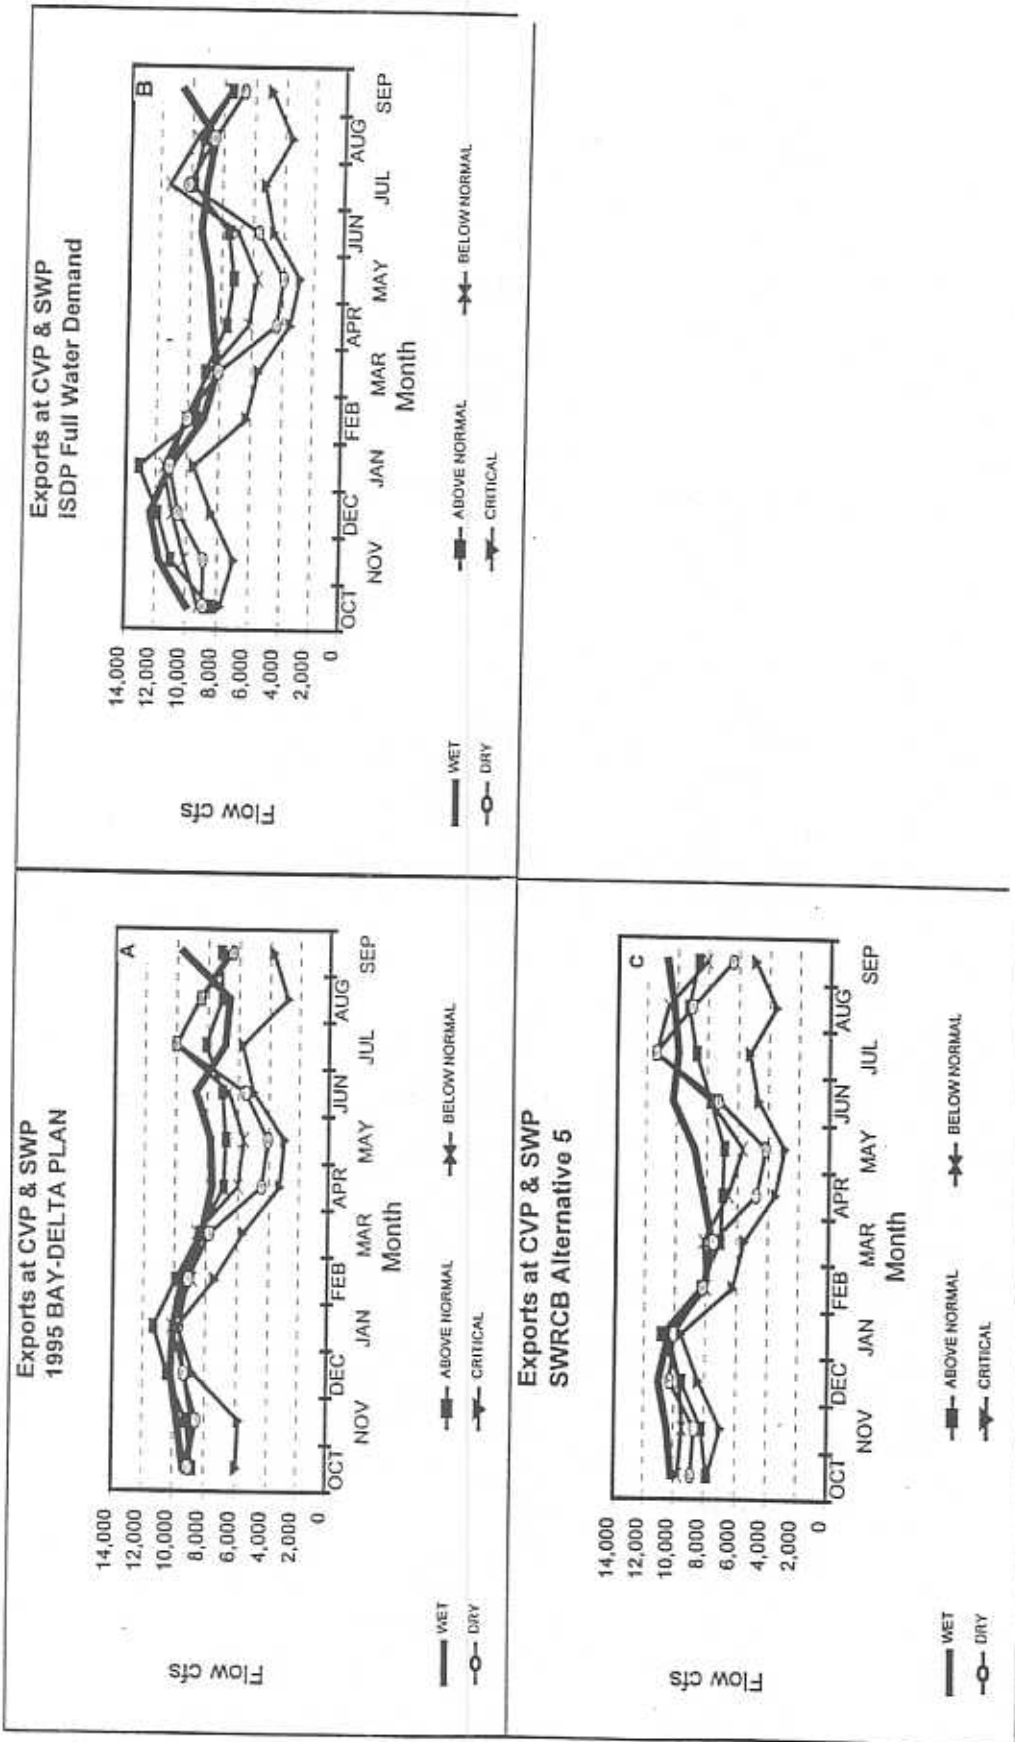 Exports at CVP & SWP
1995 BAY-DELTA PLAN
A
14,000
12,000
10,000
8,000
6,000
4,000
2,000
0
Flow cfs
OCT NOV DEC JAN FEB MAR APR MAY JUN JUL AUG SEP
Month
WET
ABOVE NORMAL
BELOW NORMAL
DRY
CRITICAL
Exports at CVP & SWP
ISDP Full Water Demand
B
14,000
12,000
10,000
8,000
6,000
4,000
2,000
0
Flow cfs
OCT NOV DEC JAN FEB MAR APR MAY JUN JUL AUG SEP
Month
WET
ABOVE NORMAL
BELOW NORMAL
DRY
CRITICAL
Exports at CVP & SWP
SWRCB Alternative 5
C
14,000
12,000
10,000
8,000
6,000
4,000
2,000
0
Flow cfs
OCT NOV DEC JAN FEB MAR APR MAY JUN JUL AUG SEP
Month
WET
ABOVE NORMAL
BELOW NORMAL
DRY
CRITICAL